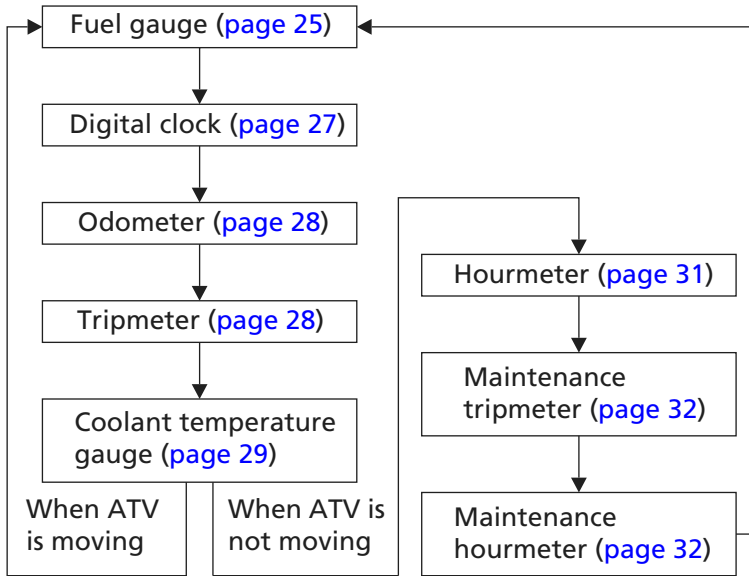 Fuel gauge (page 25)
Digital clock (page 27)
Odometer (page 28)
Tripmeter (page 28)
Coolant temperature
gauge (page 29)
When ATV
is moving
When ATV is
not moving
Hourmeter (page 31)
Maintenance
tripmeter (page 32)
Maintenance
hourmeter (page 32)